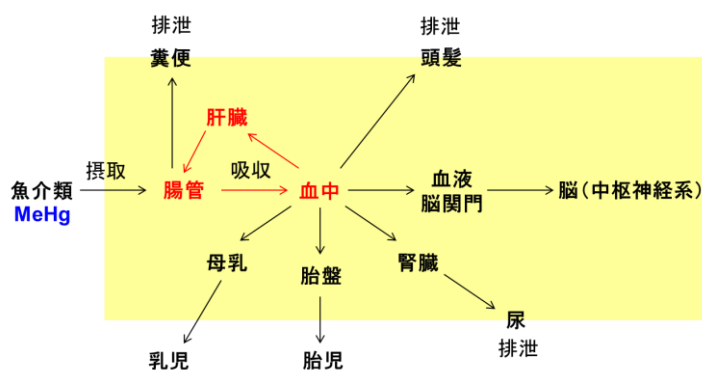 排泄
糞便
排泄
頭髪
肝臓
摂取
吸収
魚介類
MeHg
腸管
血中
血液
脳関門
脳(中枢神経系)
母乳
胎盤
腎臓
乳児
胎児
尿
排泄